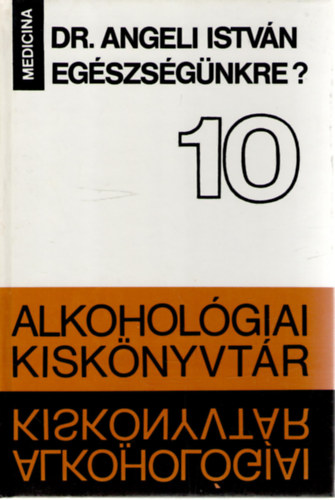 MEDICINA
DR. ANGELI ISTVÁN
EGÉSZSÉGÜNKRE?
10
ALKOHOLÓGIAI
KISKÖNYVTÁR
KISKÖNYVTÁR
ALKOHOLÓGIAI